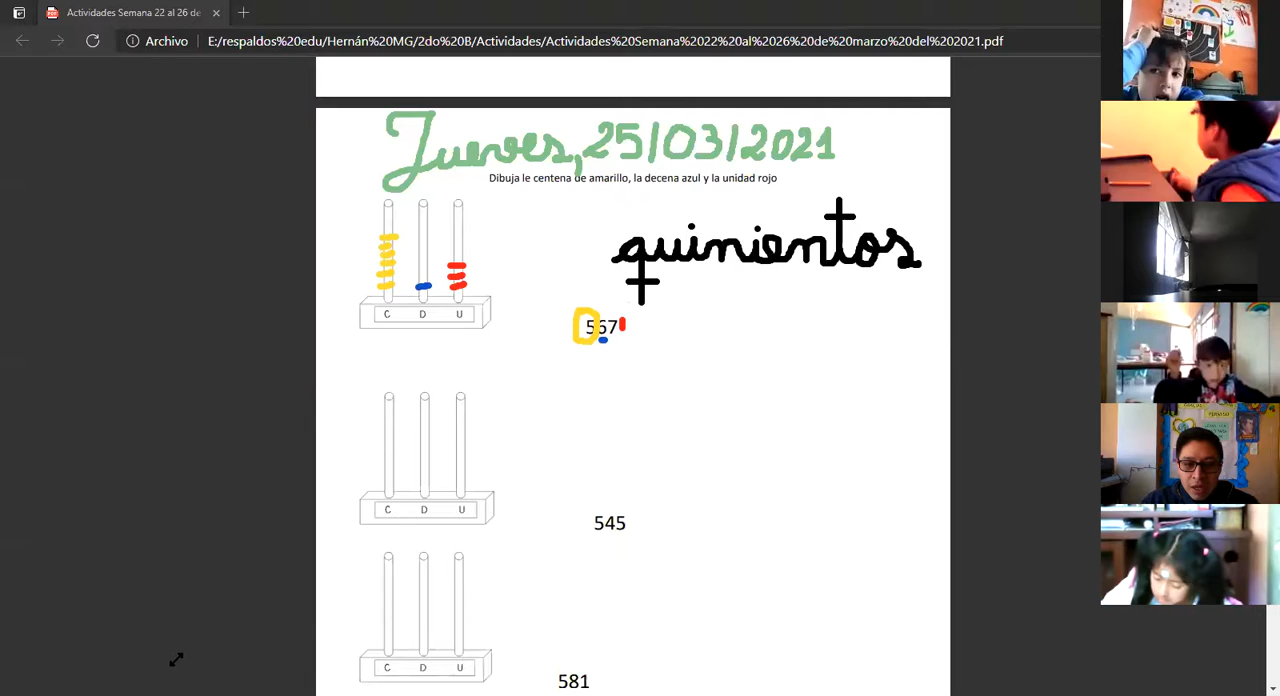 Actividades Semana 22 al 26 de
Archivo E:/respaldos%20edu/Hernán%20MG/2do%20B/Actividades/Actividades%20Semana%2022%20al%2026%20de%20marzo%20del%202021.pdf
Jueves, 25/03/2021
Dibuja le centena de amarillo, la decena azul y la unidad rojo
quinientos
C D U
567
C D U
545
C D U
581